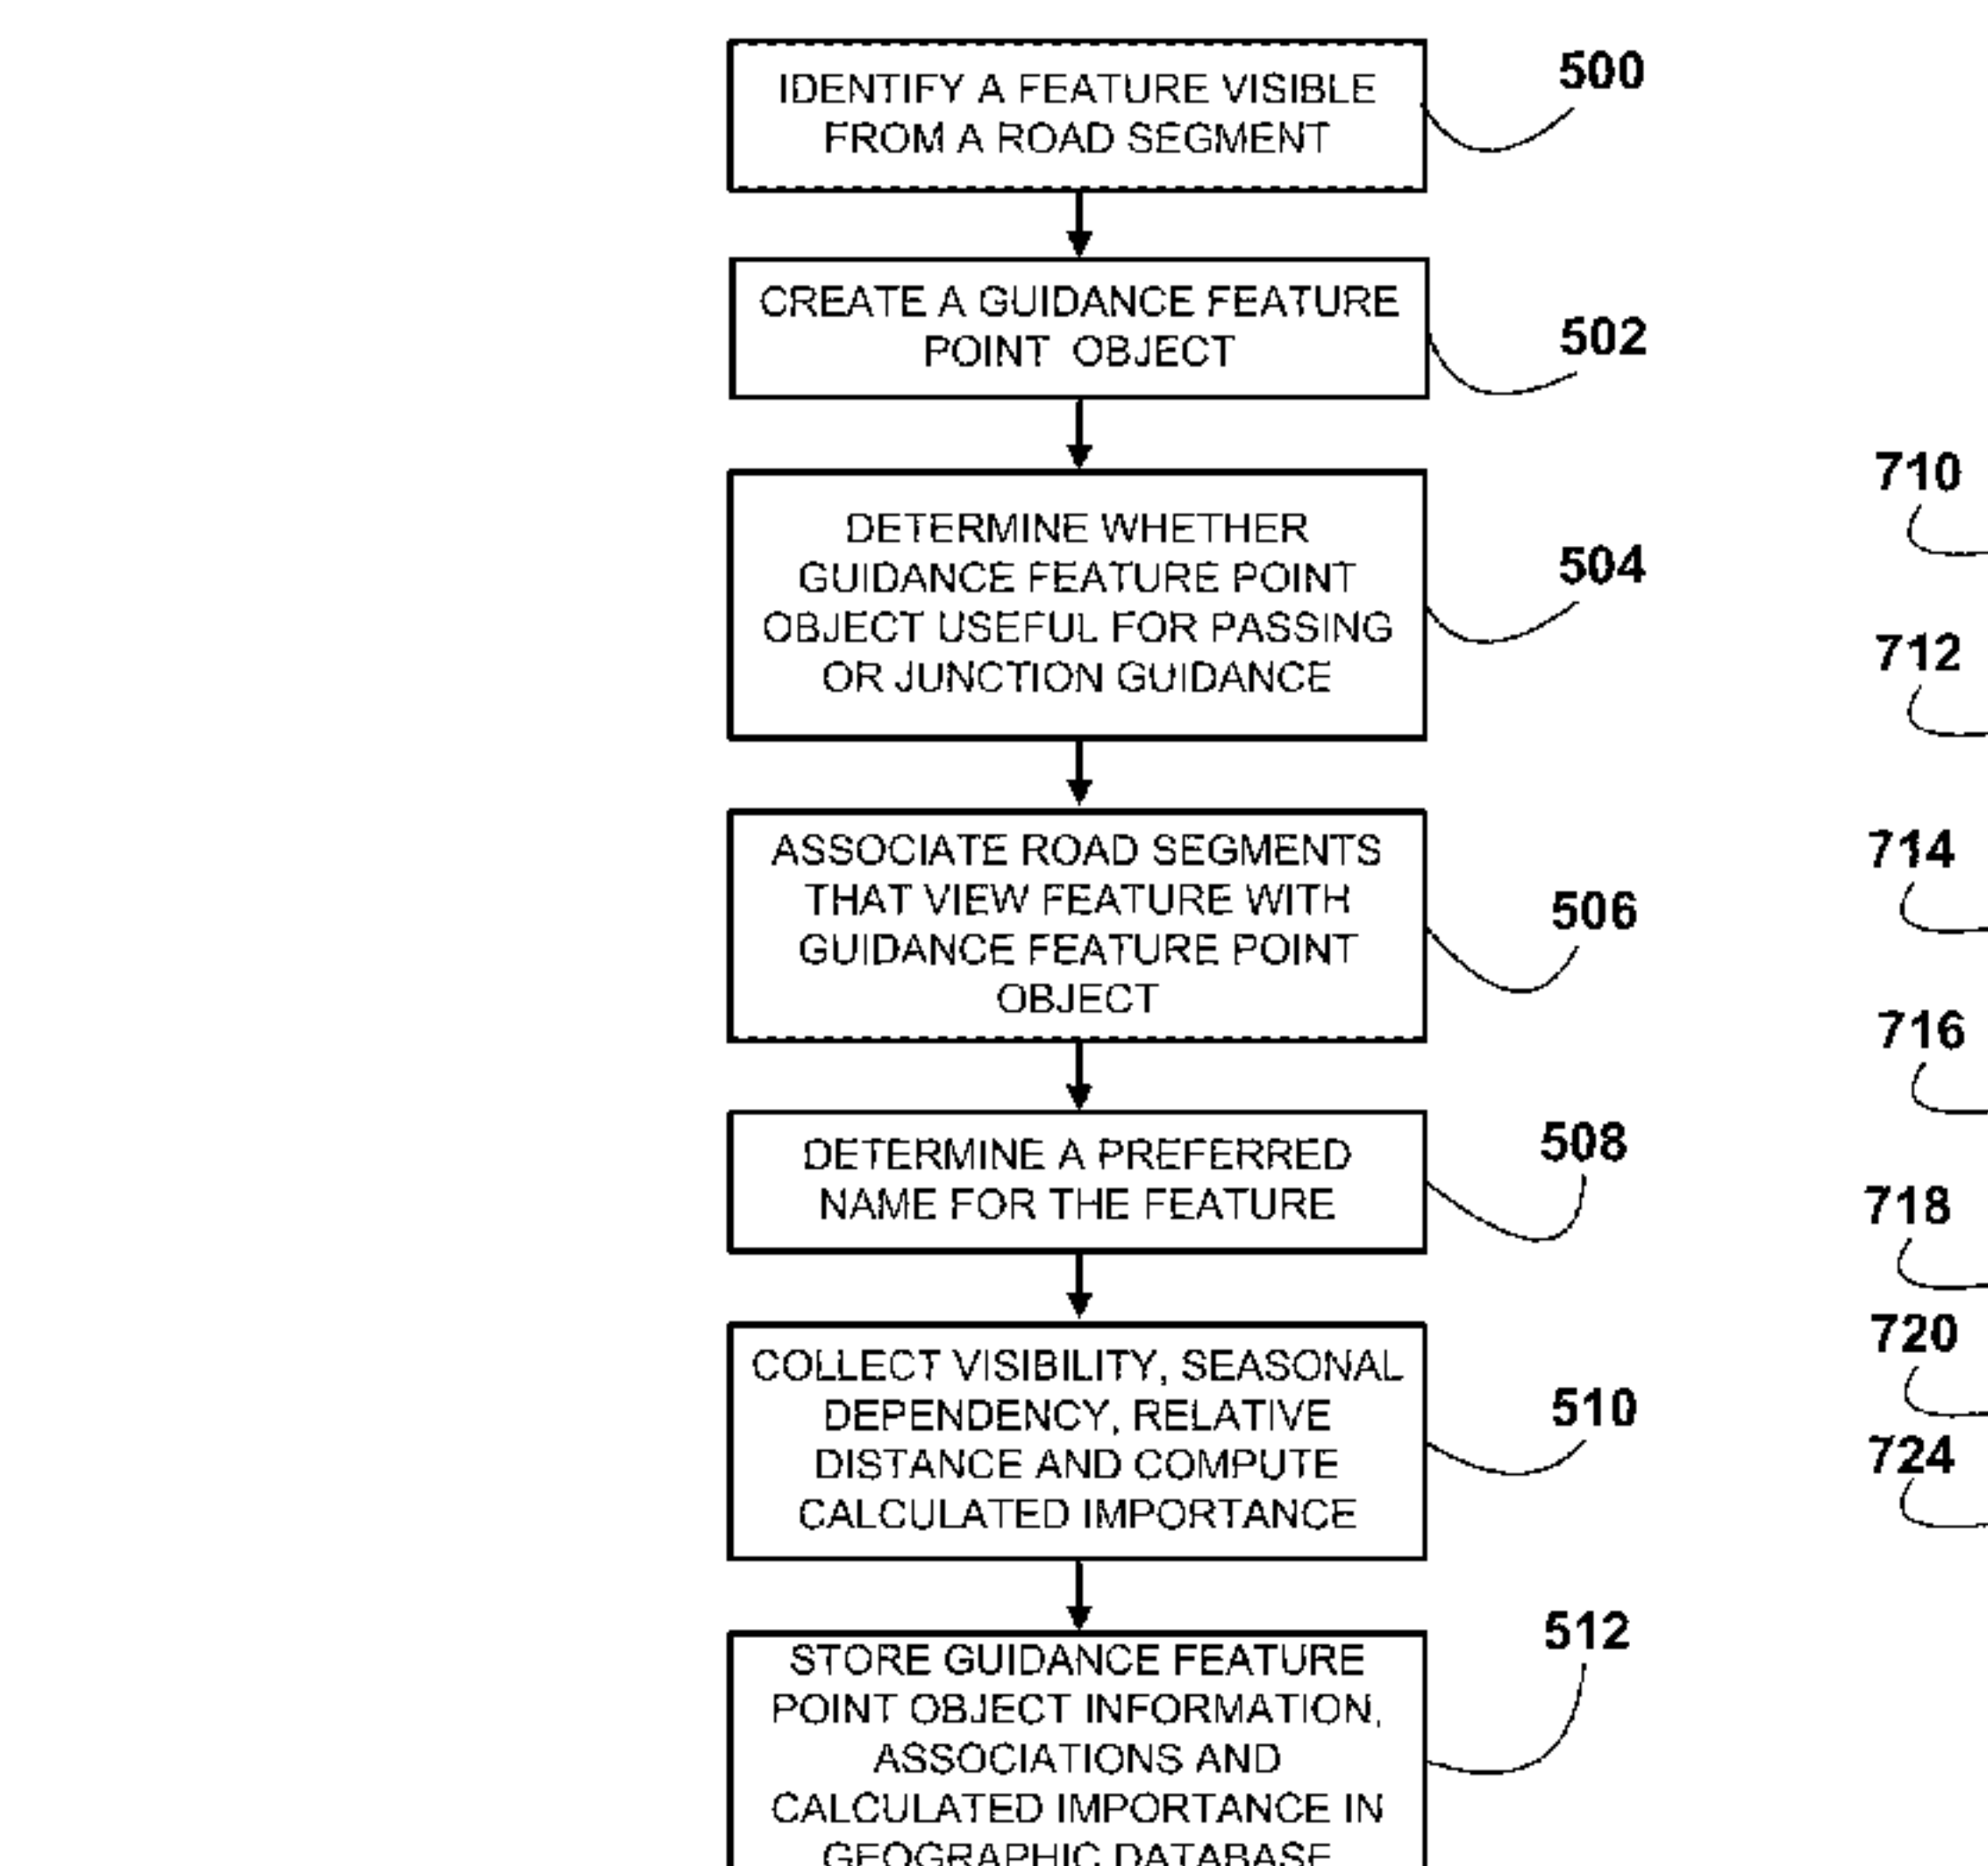 IDENTIFY A FEATURE VISIBLE
FROM A ROAD SEGMENT
500
CREATE A GUIDANCE FEATURE
POINT OBJECT
502
DETERMINE WHETHER
GUIDANCE FEATURE POINT
OBJECT USEFUL FOR PASSING
OR JUNCTION GUIDANCE
504
ASSOCIATE ROAD SEGMENTS
THAT VIEW FEATURE WITH
GUIDANCE FEATURE POINT
OBJECT
506
DETERMINE A PREFERRED
NAME FOR THE FEATURE
508
COLLECT VISIBILITY, SEASONAL
DEPENDENCY, RELATIVE
DISTANCE AND COMPUTE
CALCULATED IMPORTANCE
510
STORE GUIDANCE FEATURE
POINT OBJECT INFORMATION,
ASSOCIATIONS AND
CALCULATED IMPORTANCE IN
GEOGRAPHIC DATABASE
512
710
712
714
716
718
720
724